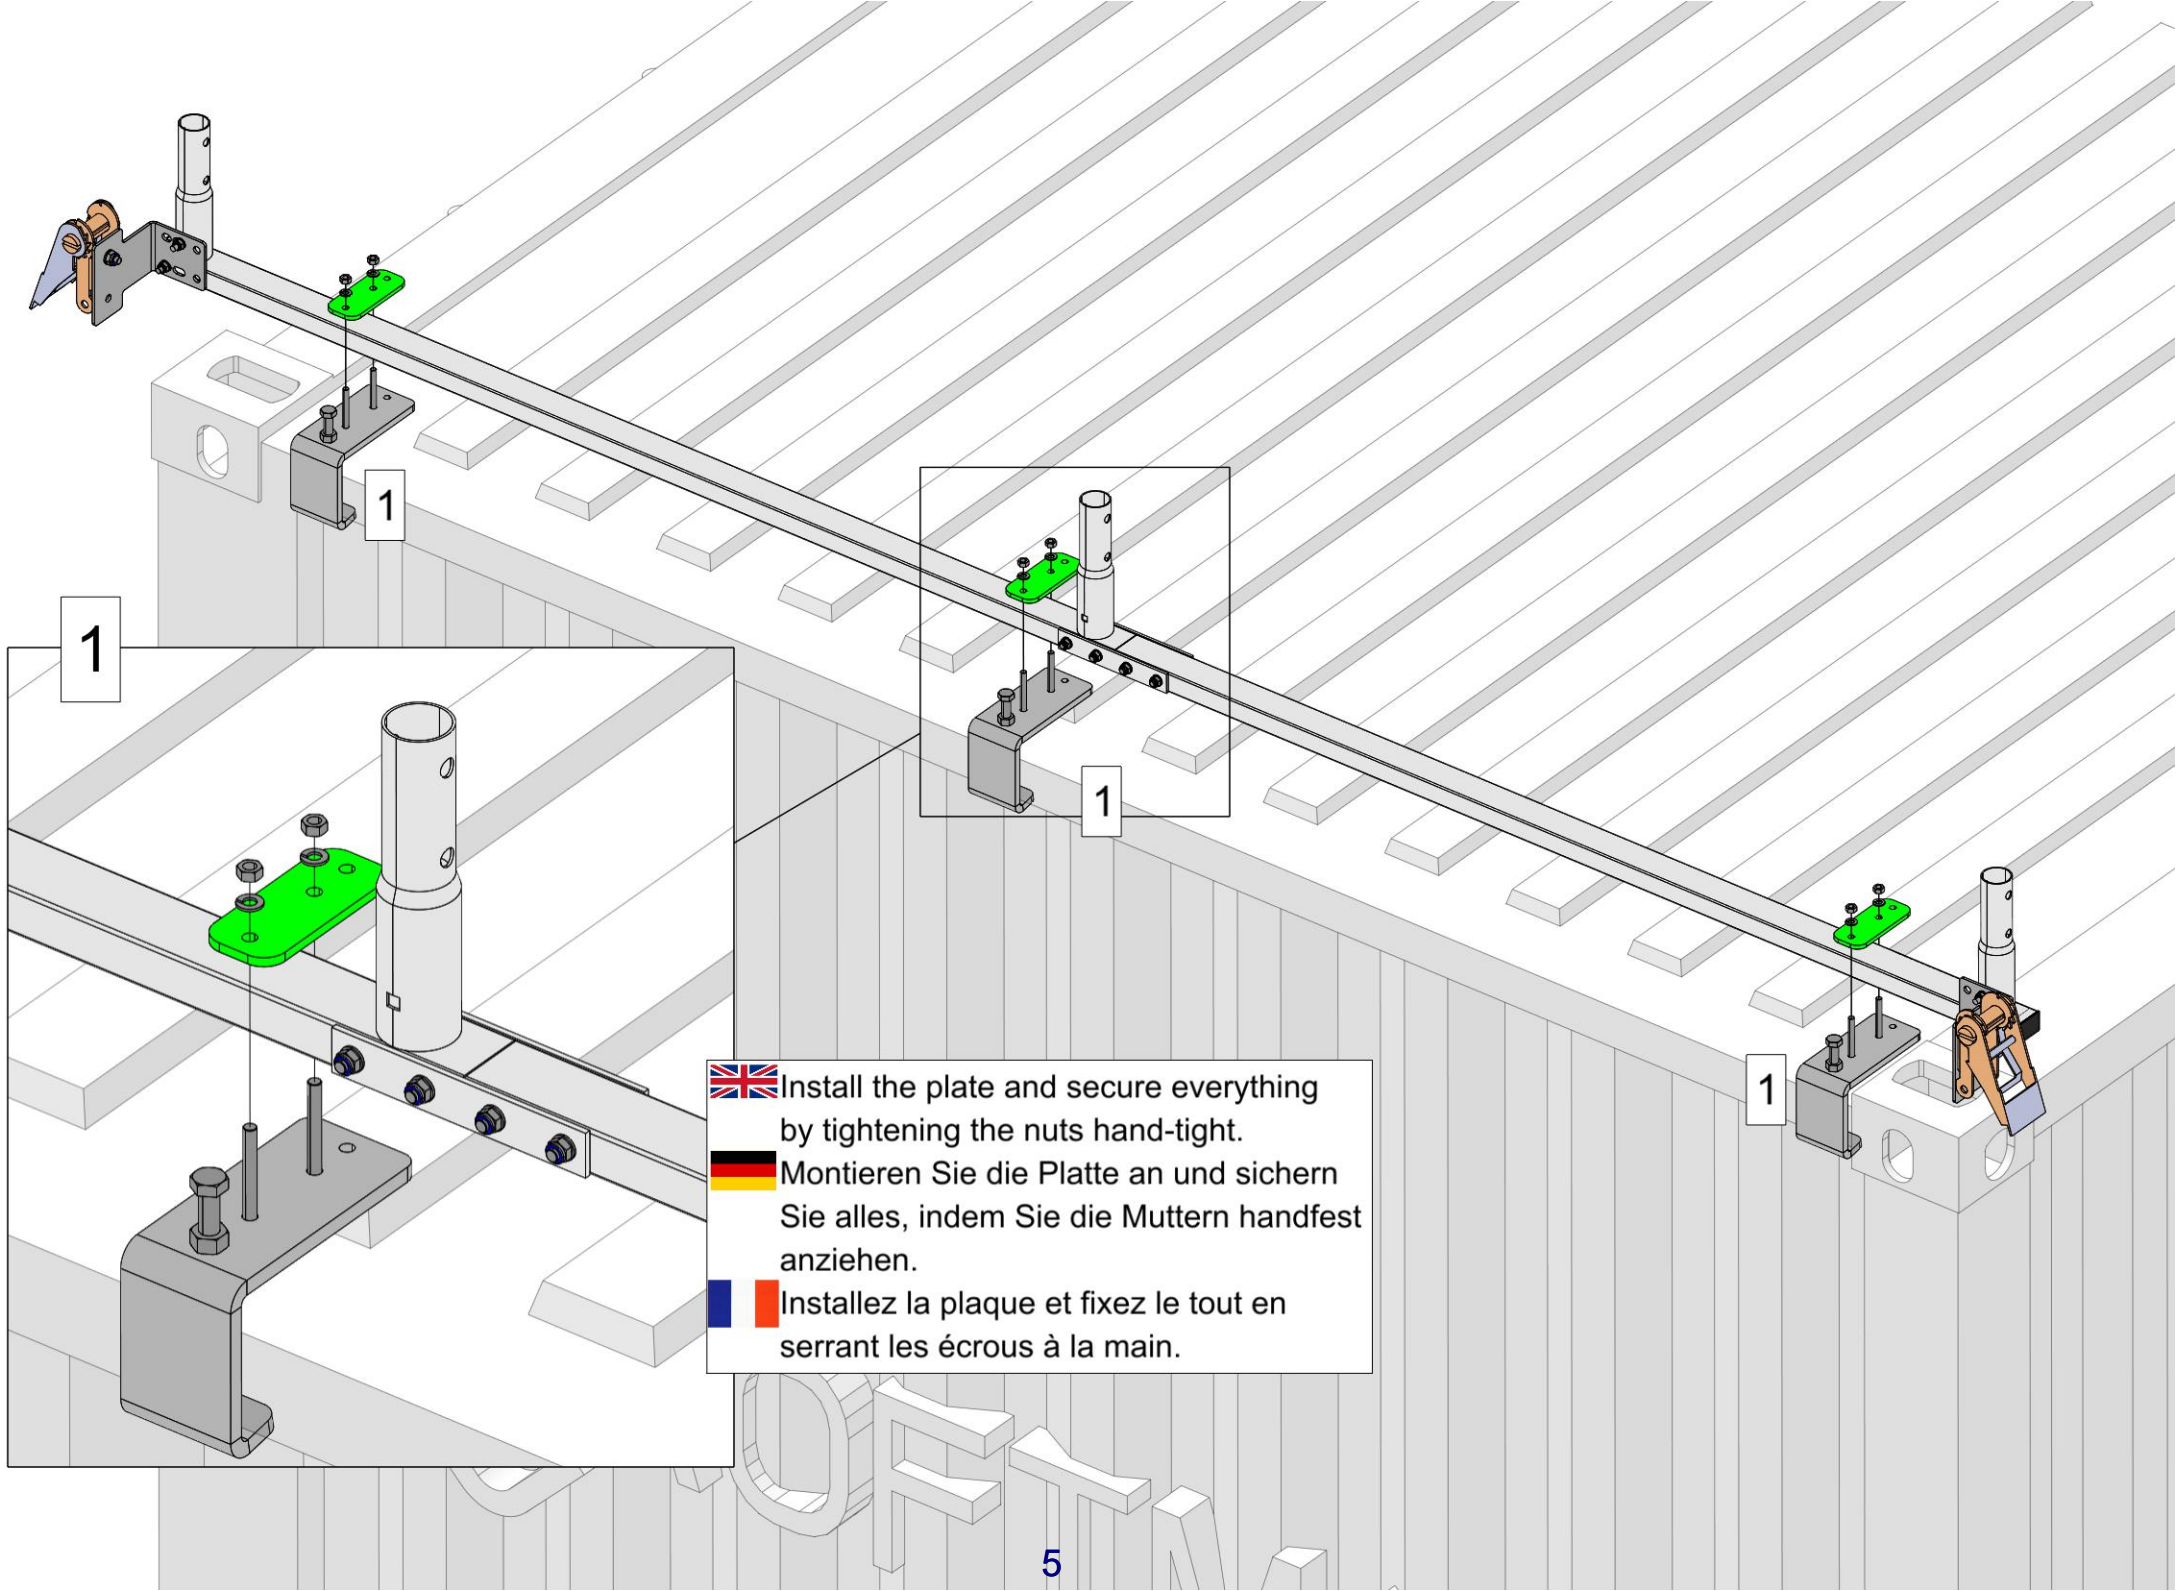 1
1
1
1
Install the plate and secure everything
by tightening the nuts hand-tight.
Montieren Sie die Platte an und sichern
Sie alles, indem Sie die Muttern handfest
anziehen.
Installez la plaque et fixez le tout en
serrant les écrous à la main.
5